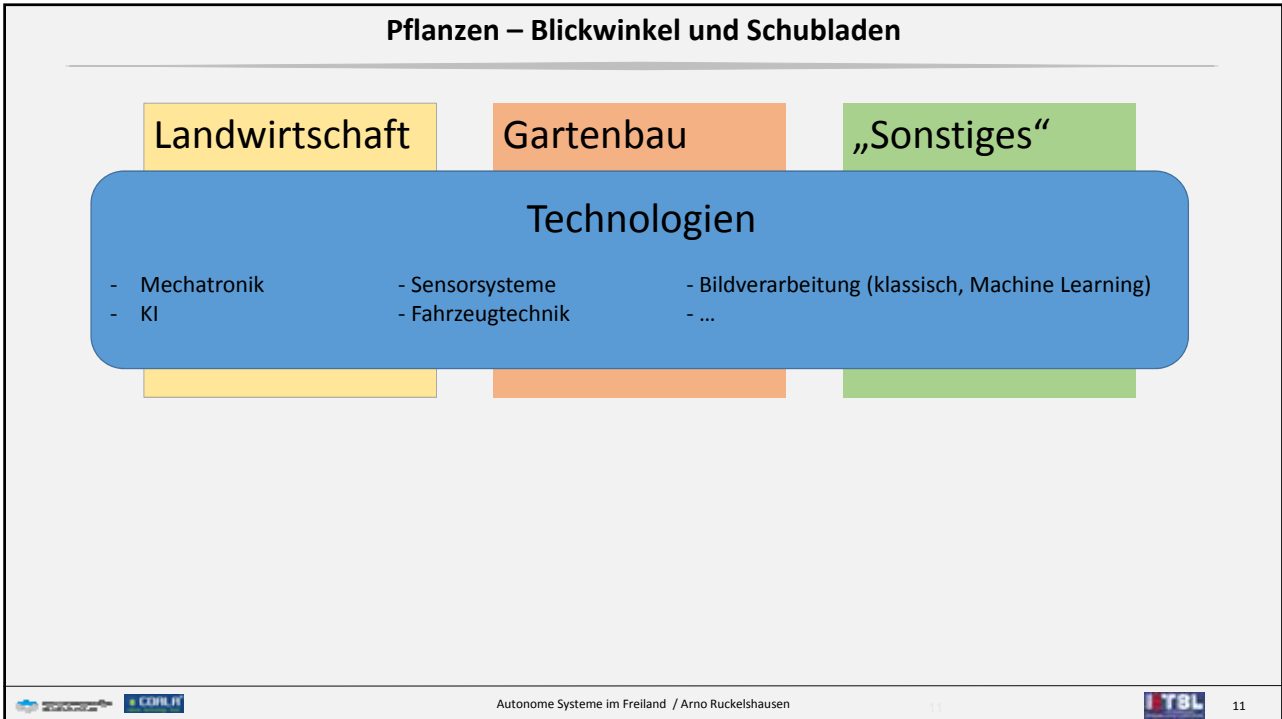 Pflanzen – Blickwinkel und Schubladen
Landwirtschaft
Gartenbau
„Sonstiges“
Technologien
- Mechatronik
- KI
- Sensorsysteme
- Fahrzeugtechnik
- Bildverarbeitung (klassisch, Machine Learning)
- …
COALA
Autonome Systeme im Freiland / Arno Ruckelshausen
11
11